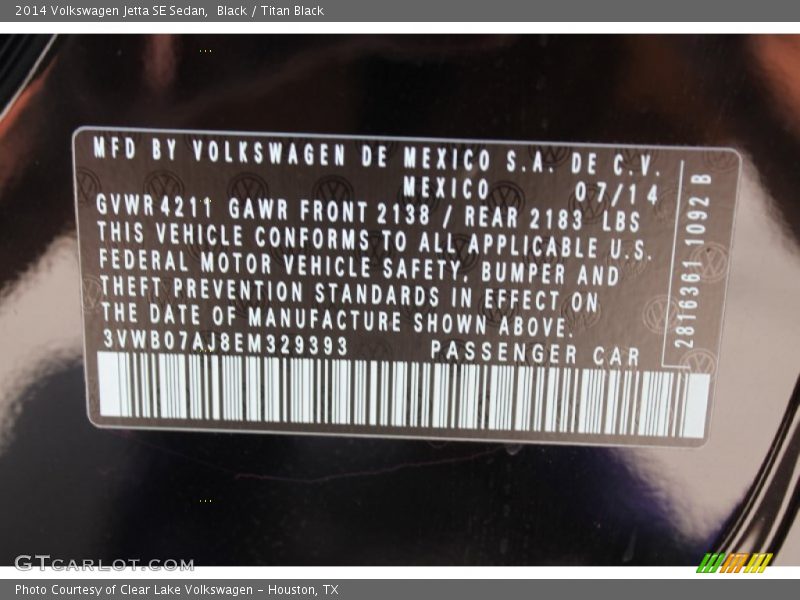 2014 Volkswagen Jetta SE Sedan,  Black / Titan Black
MFD BY VOLKSWAGEN DE MEXICO S.A. DE C.V.
MEXICO 07/14
GVWR 4211 GAWR FRONT 2138 / REAR 2183 LBS
THIS VEHICLE CONFORMS TO ALL APPLICABLE U.S.
FEDERAL MOTOR VEHICLE SAFETY, BUMPER AND
THEFT PREVENTION STANDARDS IN EFFECT ON
THE DATE OF MANUFACTURE SHOWN ABOVE.
3VWB07AJ8EM329393 PASSENGER CAR
2816361 1092 B
GTCARLOT.COM
Photo Courtesy of Clear Lake Volkswagen – Houston, TX